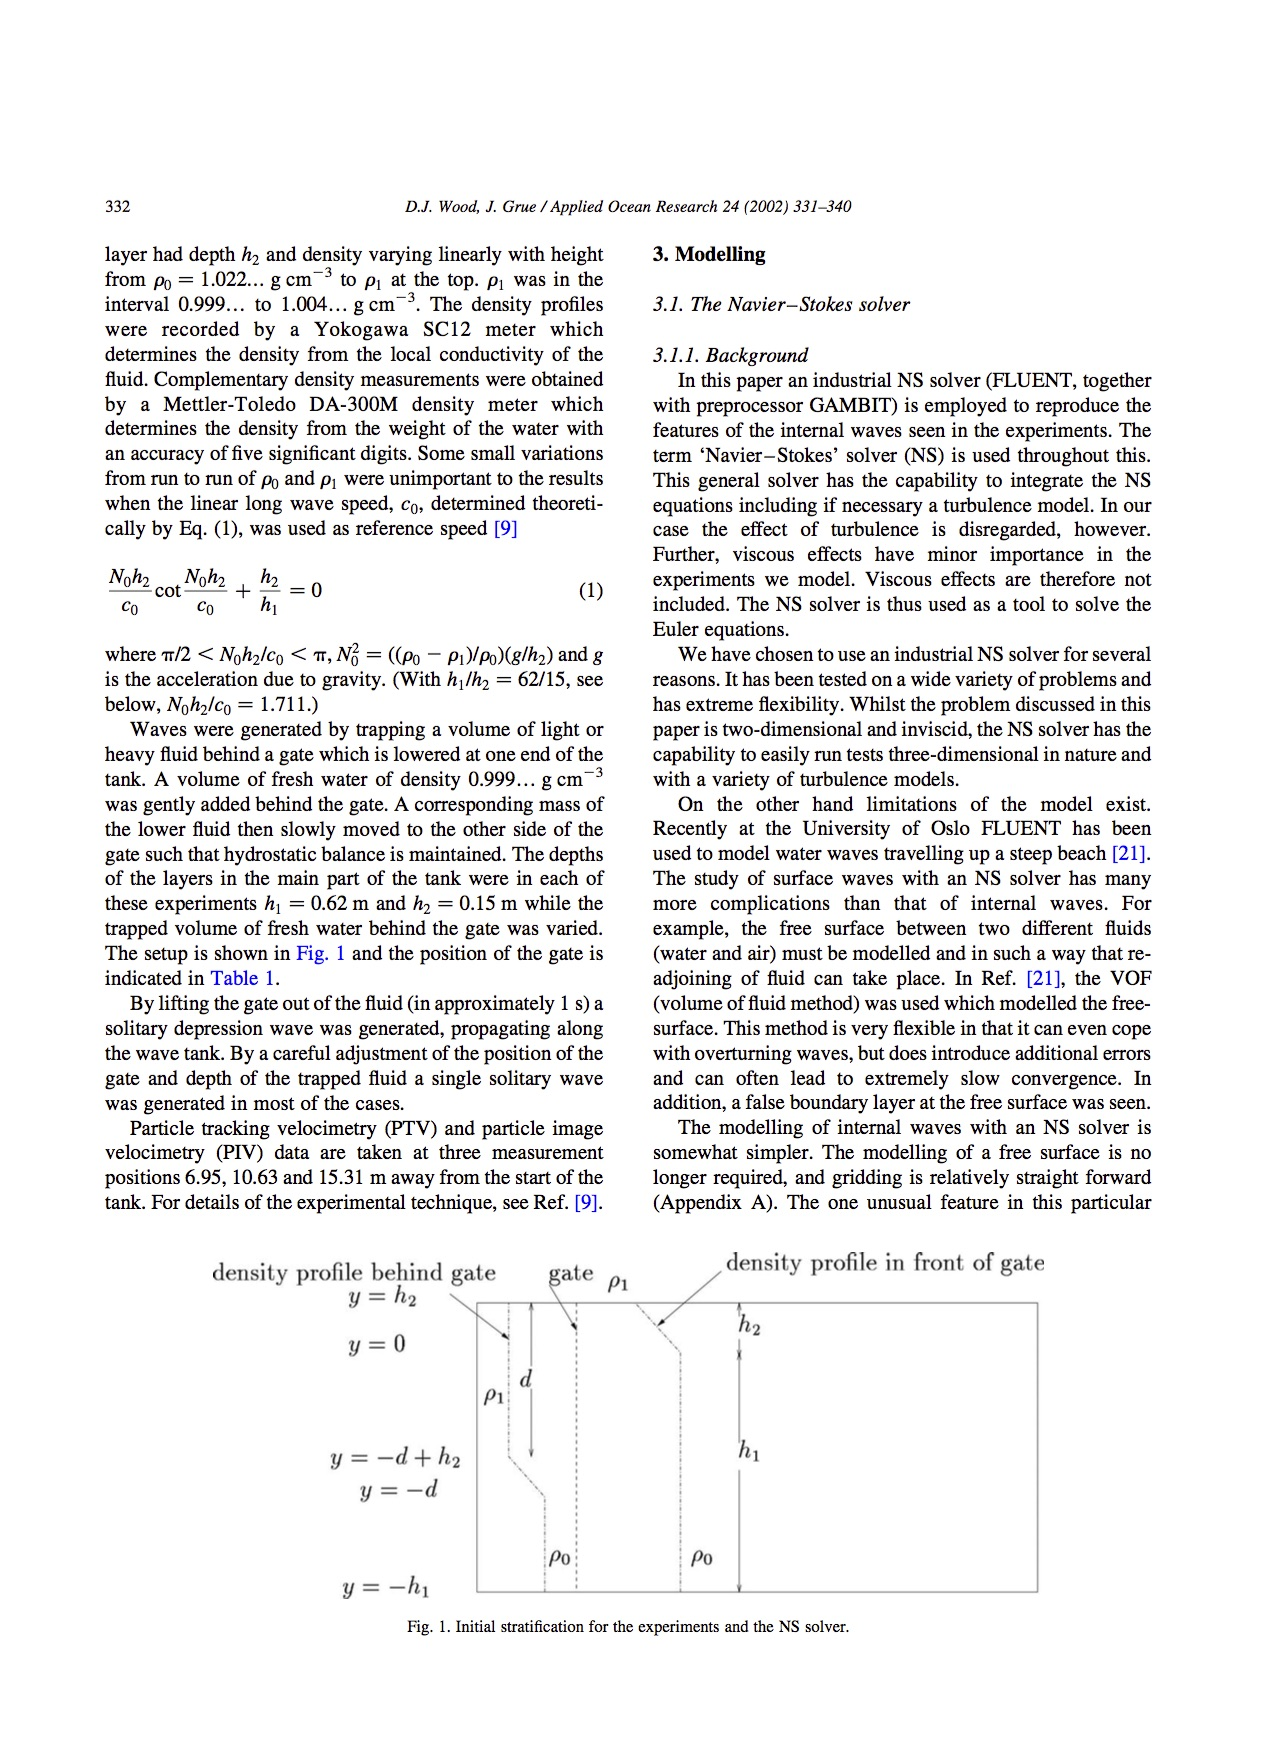 332
D.J. Wood, J. Grue / Applied Ocean Research 24 (2002) 331–340
layer had depth h₂ and density varying linearly with height
from ρ₀ = 1.022… g cm⁻³ to ρ₁ at the top. ρ₁ was in the
interval 0.999… to 1.004… g cm⁻³. The density profiles
were recorded by a Yokogawa SC12 meter which
determines the density from the local conductivity of the
fluid. Complementary density measurements were obtained
by a Mettler-Toledo DA-300M density meter which
determines the density from the weight of the water with
an accuracy of five significant digits. Some small variations
from run to run of ρ₀ and ρ₁ were unimportant to the results
when the linear long wave speed, c₀, determined theoreti-
cally by Eq. (1), was used as reference speed [9]
N₀h₂/c₀ cot N₀h₂/c₀ + h₂/h₁ = 0 (1)
where π/2 < N₀h₂/c₀ < π, N₀² = ((ρ₀ − ρ₁)/ρ₀)(g/h₂) and g
is the acceleration due to gravity. (With h₁/h₂ = 62/15, see
below, N₀h₂/c₀ = 1.711.)
Waves were generated by trapping a volume of light or
heavy fluid behind a gate which is lowered at one end of the
tank. A volume of fresh water of density 0.999… g cm⁻³
was gently added behind the gate. A corresponding mass of
the lower fluid then slowly moved to the other side of the
gate such that hydrostatic balance is maintained. The depths
of the layers in the main part of the tank were in each of
these experiments h₁ = 0.62 m and h₂ = 0.15 m while the
trapped volume of fresh water behind the gate was varied.
The setup is shown in Fig. 1 and the position of the gate is
indicated in Table 1.
By lifting the gate out of the fluid (in approximately 1 s) a
solitary depression wave was generated, propagating along
the wave tank. By a careful adjustment of the position of the
gate and depth of the trapped fluid a single solitary wave
was generated in most of the cases.
Particle tracking velocimetry (PTV) and particle image
velocimetry (PIV) data are taken at three measurement
positions 6.95, 10.63 and 15.31 m away from the start of the
tank. For details of the experimental technique, see Ref. [9].
3. Modelling
3.1. The Navier–Stokes solver
3.1.1. Background
In this paper an industrial NS solver (FLUENT, together
with preprocessor GAMBIT) is employed to reproduce the
features of the internal waves seen in the experiments. The
term ‘Navier–Stokes’ solver (NS) is used throughout this.
This general solver has the capability to integrate the NS
equations including if necessary a turbulence model. In our
case the effect of turbulence is disregarded, however.
Further, viscous effects have minor importance in the
experiments we model. Viscous effects are therefore not
included. The NS solver is thus used as a tool to solve the
Euler equations.
We have chosen to use an industrial NS solver for several
reasons. It has been tested on a wide variety of problems and
has extreme flexibility. Whilst the problem discussed in this
paper is two-dimensional and inviscid, the NS solver has the
capability to easily run tests three-dimensional in nature and
with a variety of turbulence models.
On the other hand limitations of the model exist.
Recently at the University of Oslo FLUENT has been
used to model water waves travelling up a steep beach [21].
The study of surface waves with an NS solver has many
more complications than that of internal waves. For
example, the free surface between two different fluids
(water and air) must be modelled and in such a way that re-
adjoining of fluid can take place. In Ref. [21], the VOF
(volume of fluid method) was used which modelled the free-
surface. This method is very flexible in that it can even cope
with overturning waves, but does introduce additional errors
and can often lead to extremely slow convergence. In
addition, a false boundary layer at the free surface was seen.
The modelling of internal waves with an NS solver is
somewhat simpler. The modelling of a free surface is no
longer required, and gridding is relatively straight forward
(Appendix A). The one unusual feature in this particular
density profile behind gate
gate
ρ₁
density profile in front of gate
y = h₂
h₂
y = 0
d
ρ₁
y = −d + h₂
h₁
y = −d
ρ₀
ρ₀
y = −h₁
Fig. 1. Initial stratification for the experiments and the NS solver.